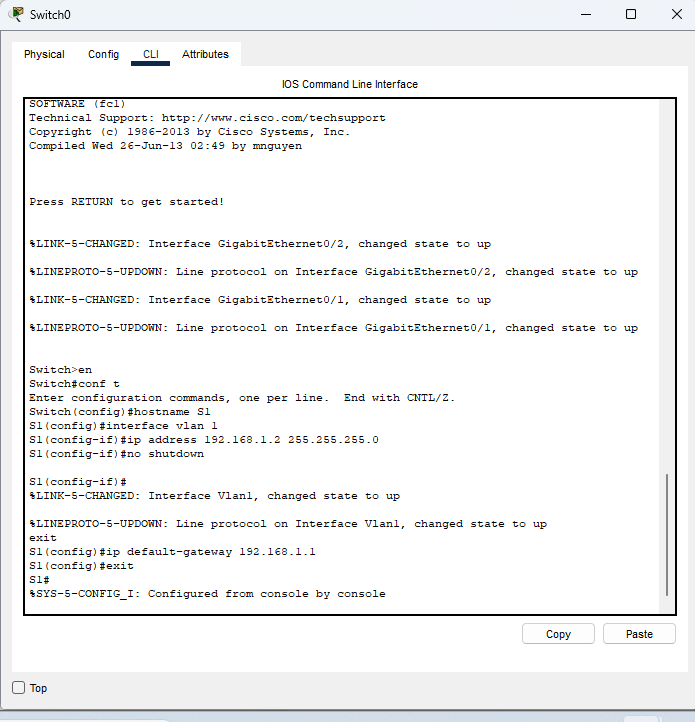 Switch0
Physical Config CLI Attributes
IOS Command Line Interface
SOFTWARE (fc1)
Technical Support: http://www.cisco.com/techsupport
Copyright (c) 1986-2013 by Cisco Systems, Inc.
Compiled Wed 26-Jun-13 02:49 by mnguyen
Press RETURN to get started!
%LINK-5-CHANGED: Interface GigabitEthernet0/2, changed state to up
%LINEPROTO-5-UPDOWN: Line protocol on Interface GigabitEthernet0/2, changed state to up
%LINK-5-CHANGED: Interface GigabitEthernet0/1, changed state to up
%LINEPROTO-5-UPDOWN: Line protocol on Interface GigabitEthernet0/1, changed state to up
Switch>en
Switch#conf t
Enter configuration commands, one per line.  End with CNTL/Z.
Switch(config)#hostname S1
S1(config)#interface vlan 1
S1(config-if)#ip address 192.168.1.2 255.255.255.0
S1(config-if)#no shutdown
S1(config-if)#
%LINK-5-CHANGED: Interface Vlan1, changed state to up
%LINEPROTO-5-UPDOWN: Line protocol on Interface Vlan1, changed state to up
exit
S1(config)#ip default-gateway 192.168.1.1
S1(config)#exit
S1#
%SYS-5-CONFIG_I: Configured from console by console
Copy Paste
Top